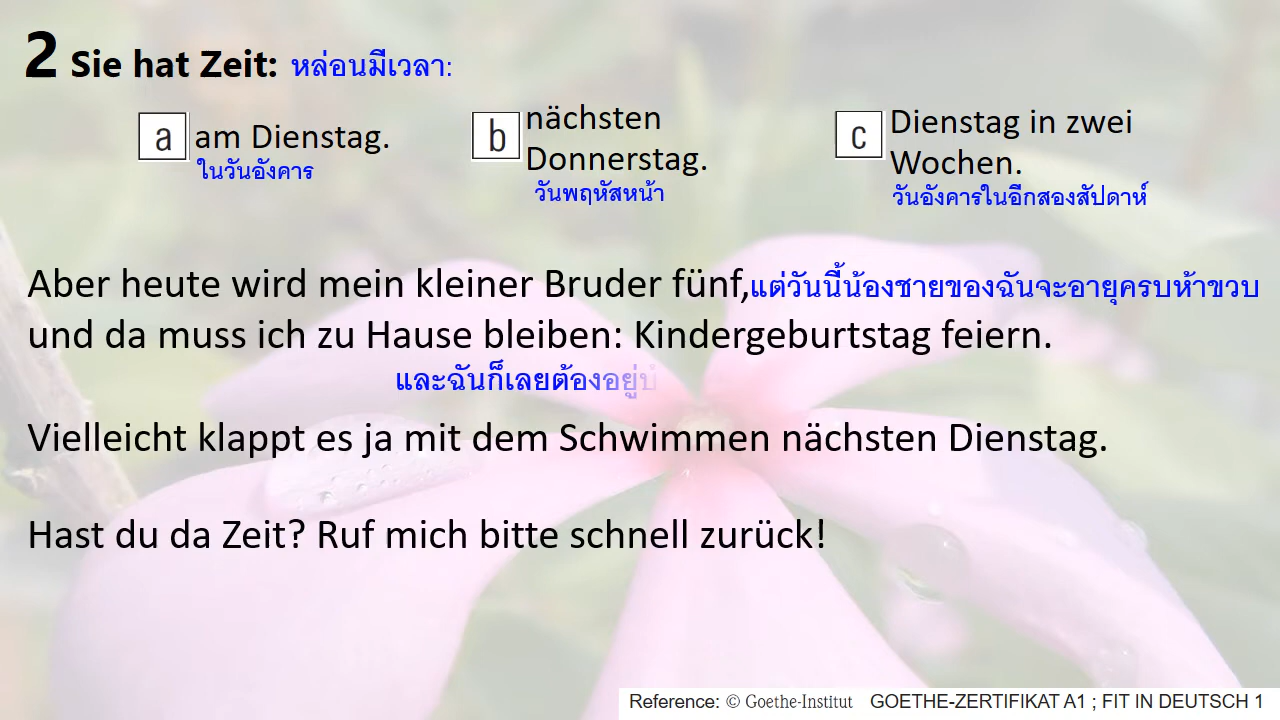 2 Sie hat Zeit: หล่อนมีเวลา:
a am Dienstag.
ในวันอังคาร
b nächsten
Donnerstag.
วันพฤหัสหน้า
c Dienstag in zwei
Wochen.
วันอังคารในอีกสองสัปดาห์
Aber heute wird mein kleiner Bruder fünf,แต่วันนี้น้องชายของฉันจะอายุครบห้าขวบ
und da muss ich zu Hause bleiben: Kindergeburtstag feiern.
และฉันก็เลยต้องอยู่
Vielleicht klappt es ja mit dem Schwimmen nächsten Dienstag.
Hast du da Zeit? Ruf mich bitte schnell zurück!
Reference: © Goethe-Institut GOETHE-ZERTIFIKAT A1 ; FIT IN DEUTSCH 1